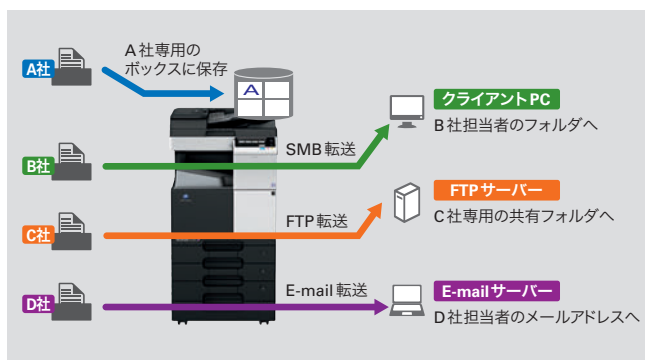 A社
A社専用の
ボックスに保存
A
B社
SMB転送
クライアントPC
B社担当者のフォルダへ
C社
FTP転送
FTPサーバー
C社専用の共有フォルダへ
D社
E-mail転送
E-mailサーバー
D社担当者のメールアドレスへ